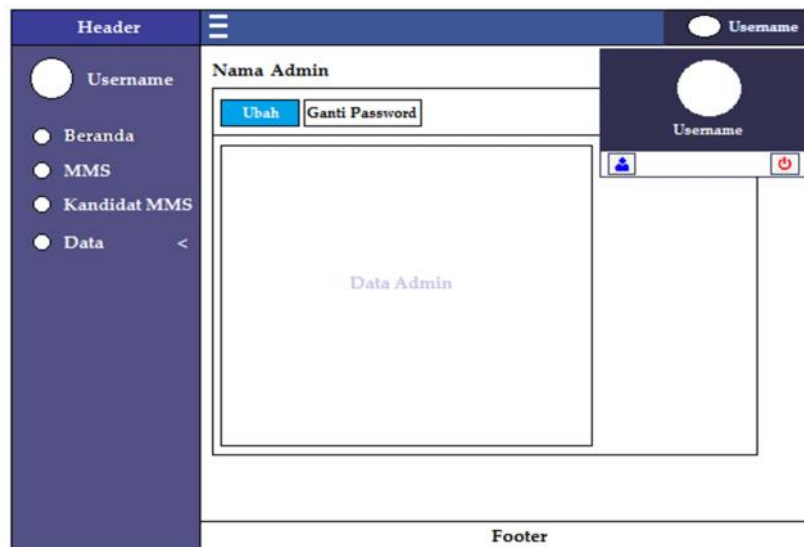 Header
Username
Username
Beranda
MMS
Kandidat MMS
Data <
Nama Admin
Ubah
Ganti Password
Username
Data Admin
Footer